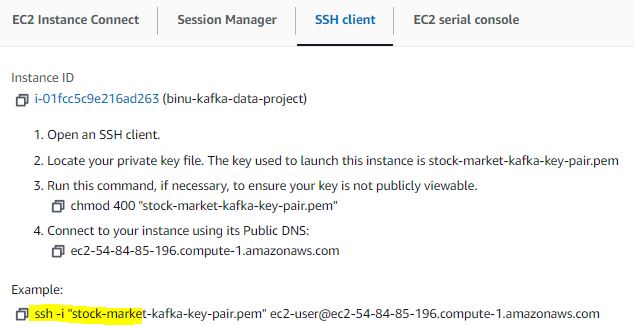 EC2 Instance Connect Session Manager SSH client EC2 serial console
Instance ID
i-01fcc5c9e216ad263 (binu-kafka-data-project)
1. Open an SSH client.
2. Locate your private key file. The key used to launch this instance is stock-market-kafka-key-pair.pem
3. Run this command, if necessary, to ensure your key is not publicly viewable.
chmod 400 "stock-market-kafka-key-pair.pem"
4. Connect to your instance using its Public DNS:
ec2-54-84-85-196.compute-1.amazonaws.com
Example:
ssh -i "stock-market-kafka-key-pair.pem" ec2-user@ec2-54-84-85-196.compute-1.amazonaws.com